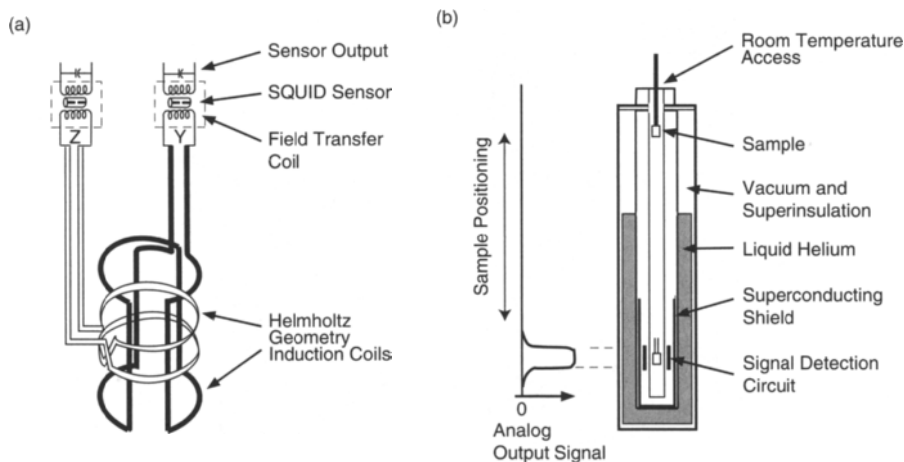 (a)
Sensor Output
SQUID Sensor
Field Transfer
Coil
Z
Y
Helmholtz
Geometry
Induction Coils
(b)
Room Temperature
Access
Sample
Vacuum and
Superinsulation
Liquid Helium
Superconducting
Shield
Signal Detection
Circuit
Sample Positioning
0
Analog
Output Signal